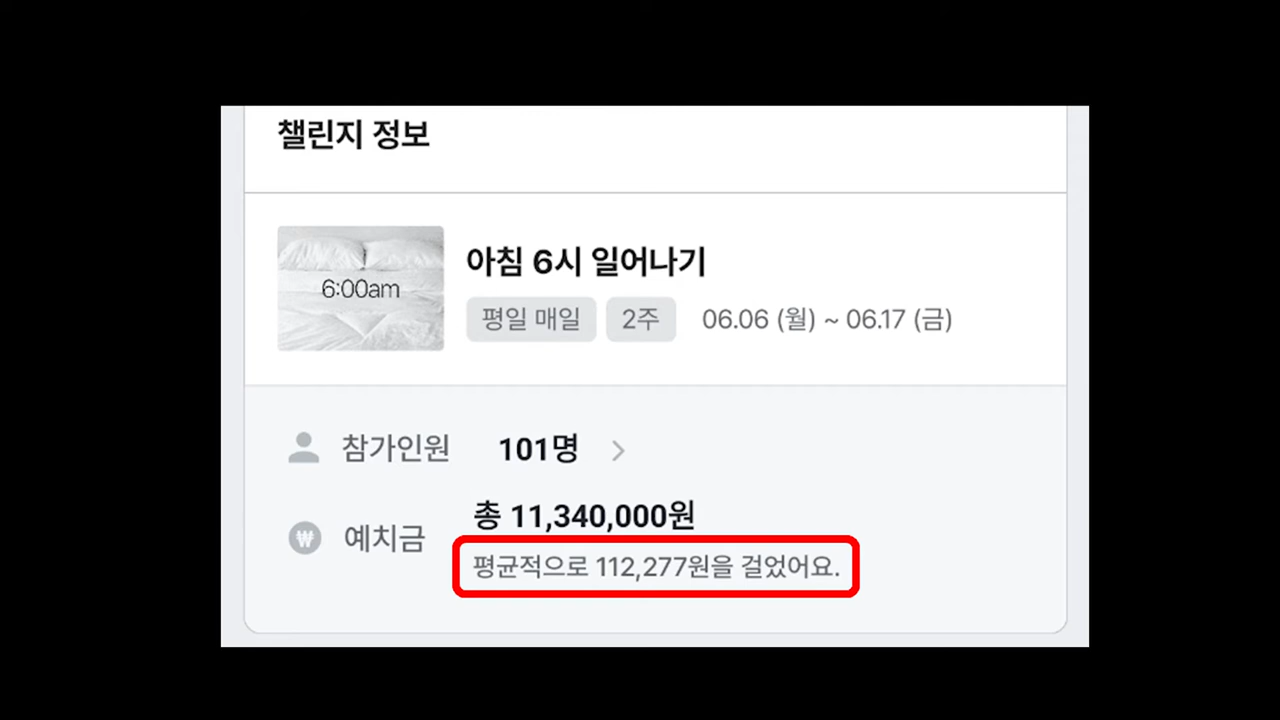 챌린지 정보
6:00am
아침 6시 일어나기
평일 매일 2주 06.06 (월) ~ 06.17 (금)
참가인원 101명 >
₩ 예치금 총 11,340,000원
평균적으로 112,277원을 걸었어요.